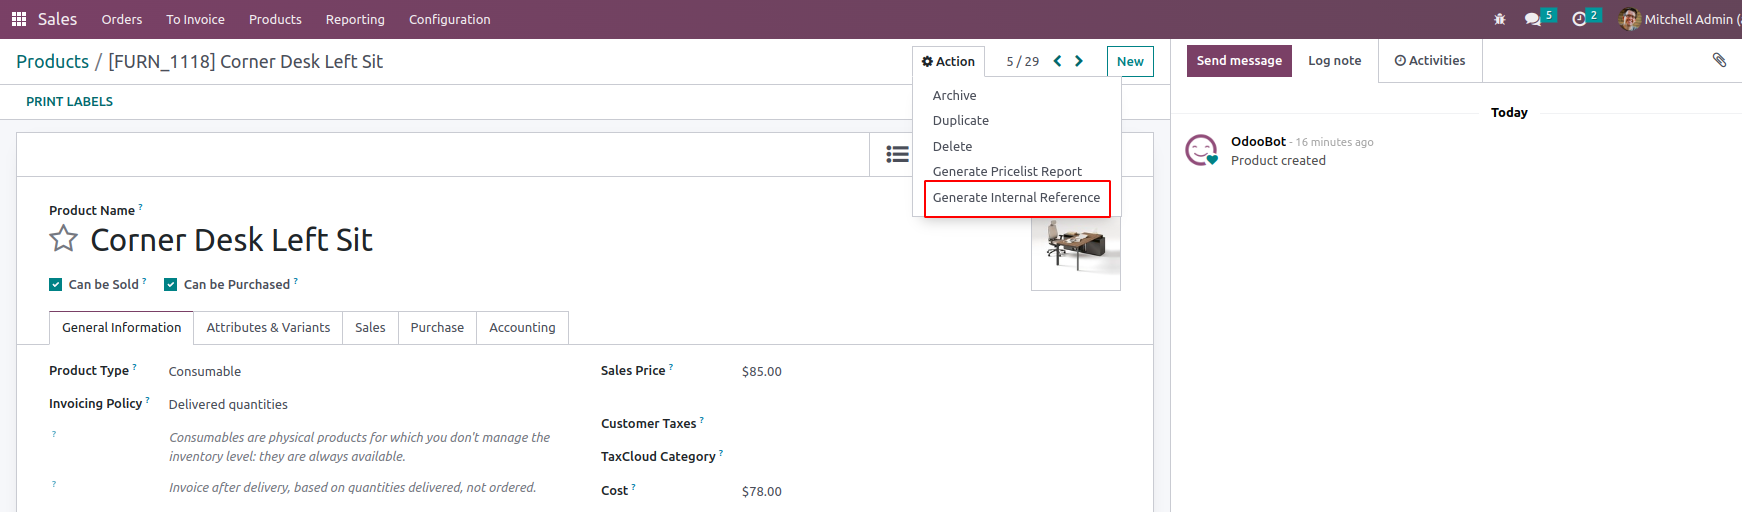 Sales Orders To Invoice Products Reporting Configuration 5 2 Mitchell Admin (
Products / [FURN_1118] Corner Desk Left Sit Action 5 / 29 New
Send message Log note Activities
PRINT LABELS
Archive
Duplicate
Delete
Generate Pricelist Report
Generate Internal Reference
Today
OdooBot - 16 minutes ago
Product created
Product Name ?
Corner Desk Left Sit
Can be Sold ? Can be Purchased ?
General Information Attributes & Variants Sales Purchase Accounting
Product Type ? Consumable
Invoicing Policy ? Delivered quantities
? Consumables are physical products for which you don't manage the
inventory level: they are always available.
? Invoice after delivery, based on quantities delivered, not ordered.
Sales Price ? $85.00
Customer Taxes ?
TaxCloud Category ?
Cost ? $78.00